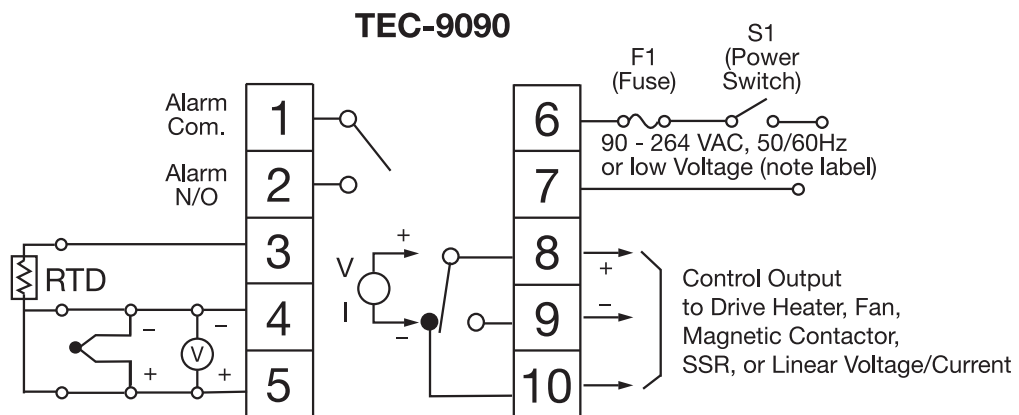 TEC-9090
Alarm
Com.
1
Alarm
N/O
2
3
RTD
4
5
−
+
V
−
+
V
I
+
−
F1
(Fuse)
S1
(Power
Switch)
6
90 - 264 VAC, 50/60Hz
or low Voltage (note label)
7
8
9
10
+
−
Control Output
to Drive Heater, Fan,
Magnetic Contactor,
SSR, or Linear Voltage/Current